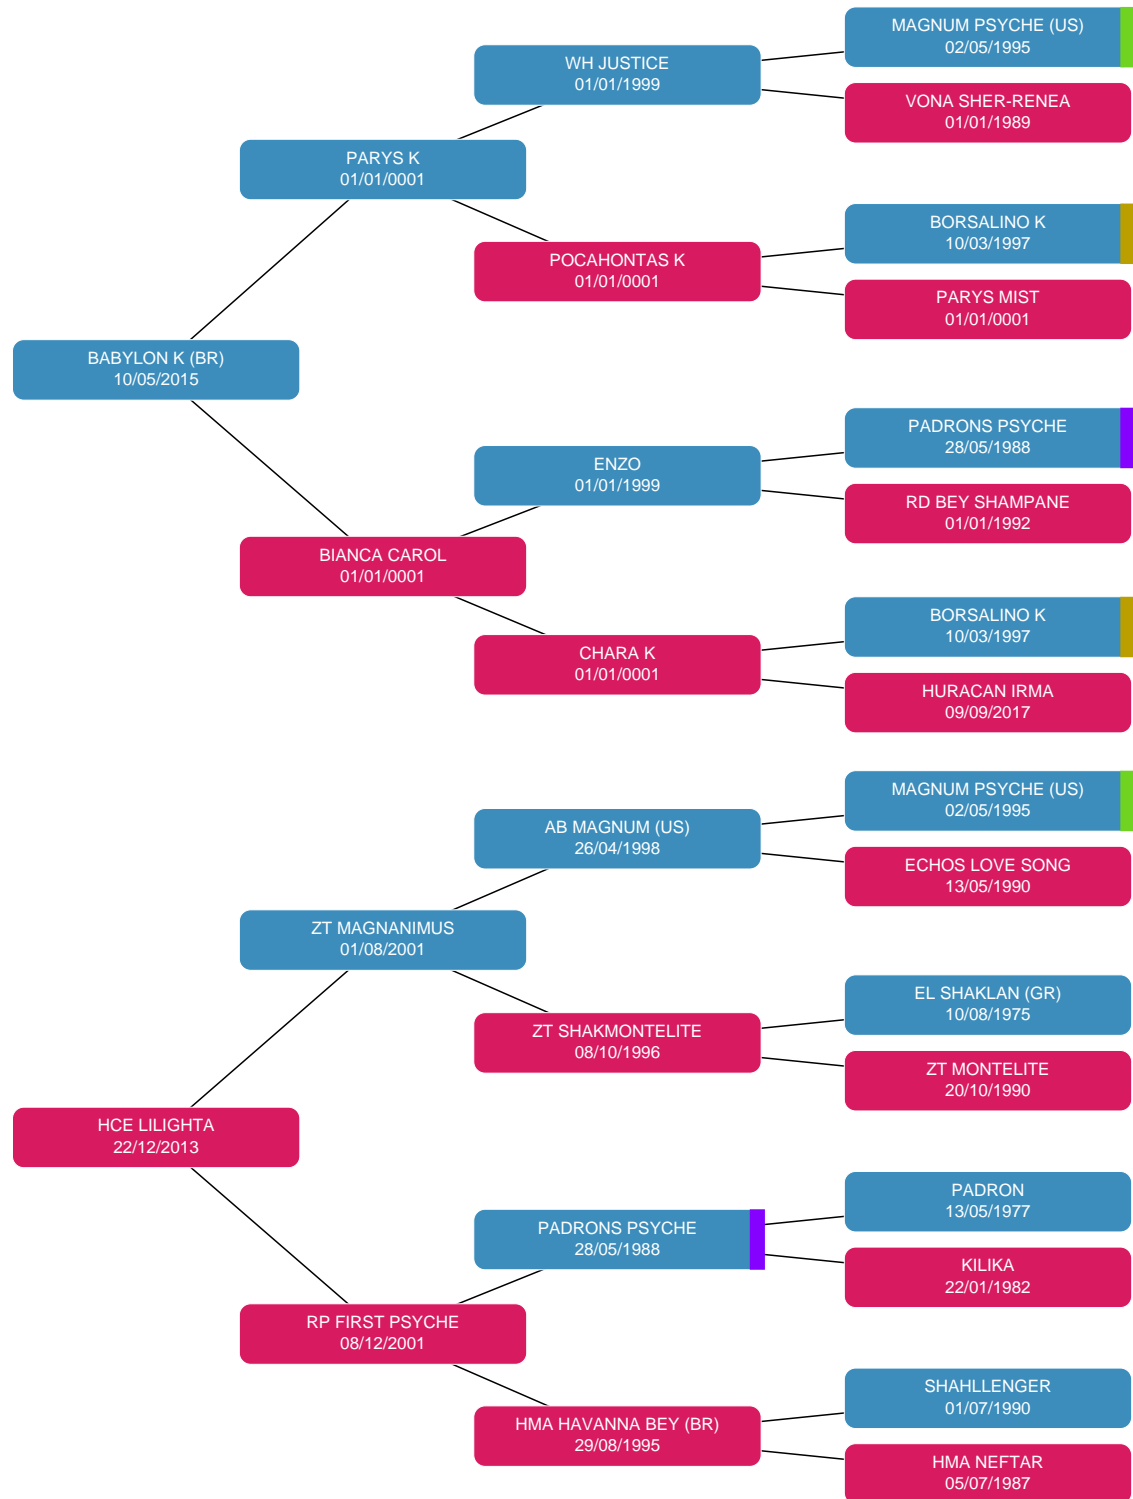 MAGNUM PSYCHE (US)
02/05/1995
WH JUSTICE
01/01/1999
VONA SHER-RENEA
01/01/1989
PARYS K
01/01/0001
BORSALINO K
10/03/1997
POCAHONTAS K
01/01/0001
PARYS MIST
01/01/0001
BABYLON K (BR)
10/05/2015
PADRONS PSYCHE
28/05/1988
ENZO
01/01/1999
RD BEY SHAMPANE
01/01/1992
BIANCA CAROL
01/01/0001
BORSALINO K
10/03/1997
CHARA K
01/01/0001
HURACAN IRMA
09/09/2017
MAGNUM PSYCHE (US)
02/05/1995
AB MAGNUM (US)
26/04/1998
ECHOS LOVE SONG
13/05/1990
ZT MAGNANIMUS
01/08/2001
EL SHAKLAN (GR)
10/08/1975
ZT SHAKMONTELITE
08/10/1996
ZT MONTELITE
20/10/1990
HCE LILIGHTA
22/12/2013
PADRON
13/05/1977
PADRONS PSYCHE
28/05/1988
KILIKA
22/01/1982
RP FIRST PSYCHE
08/12/2001
SHAHLLENGER
01/07/1990
HMA HAVANNA BEY (BR)
29/08/1995
HMA NEFTAR
05/07/1987